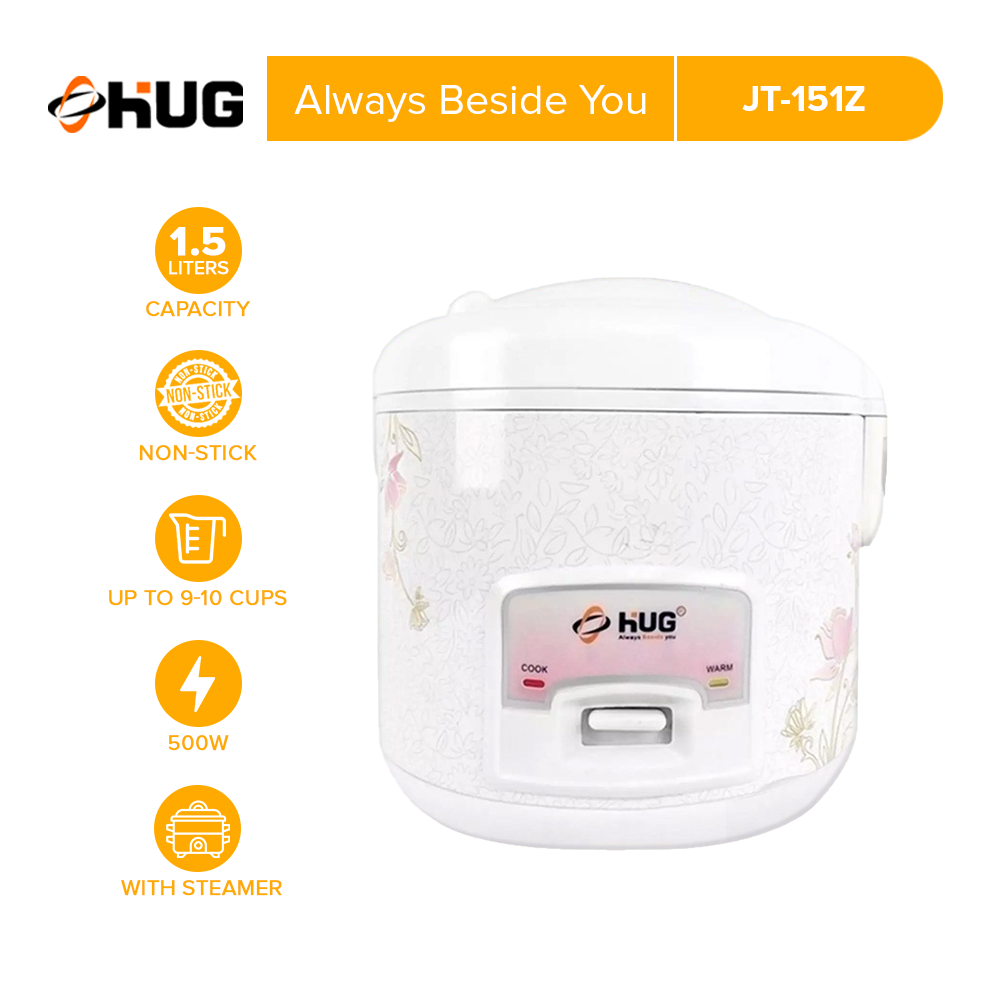 HUG
Always Beside You
JT-151Z
1.5
LITERS
CAPACITY
NON-STICK
NON-STICK
NON-STICK
NON-STICK
UP TO 9-10 CUPS
500W
WITH STEAMER
HUG®
Always Beside you
COOK
WARM